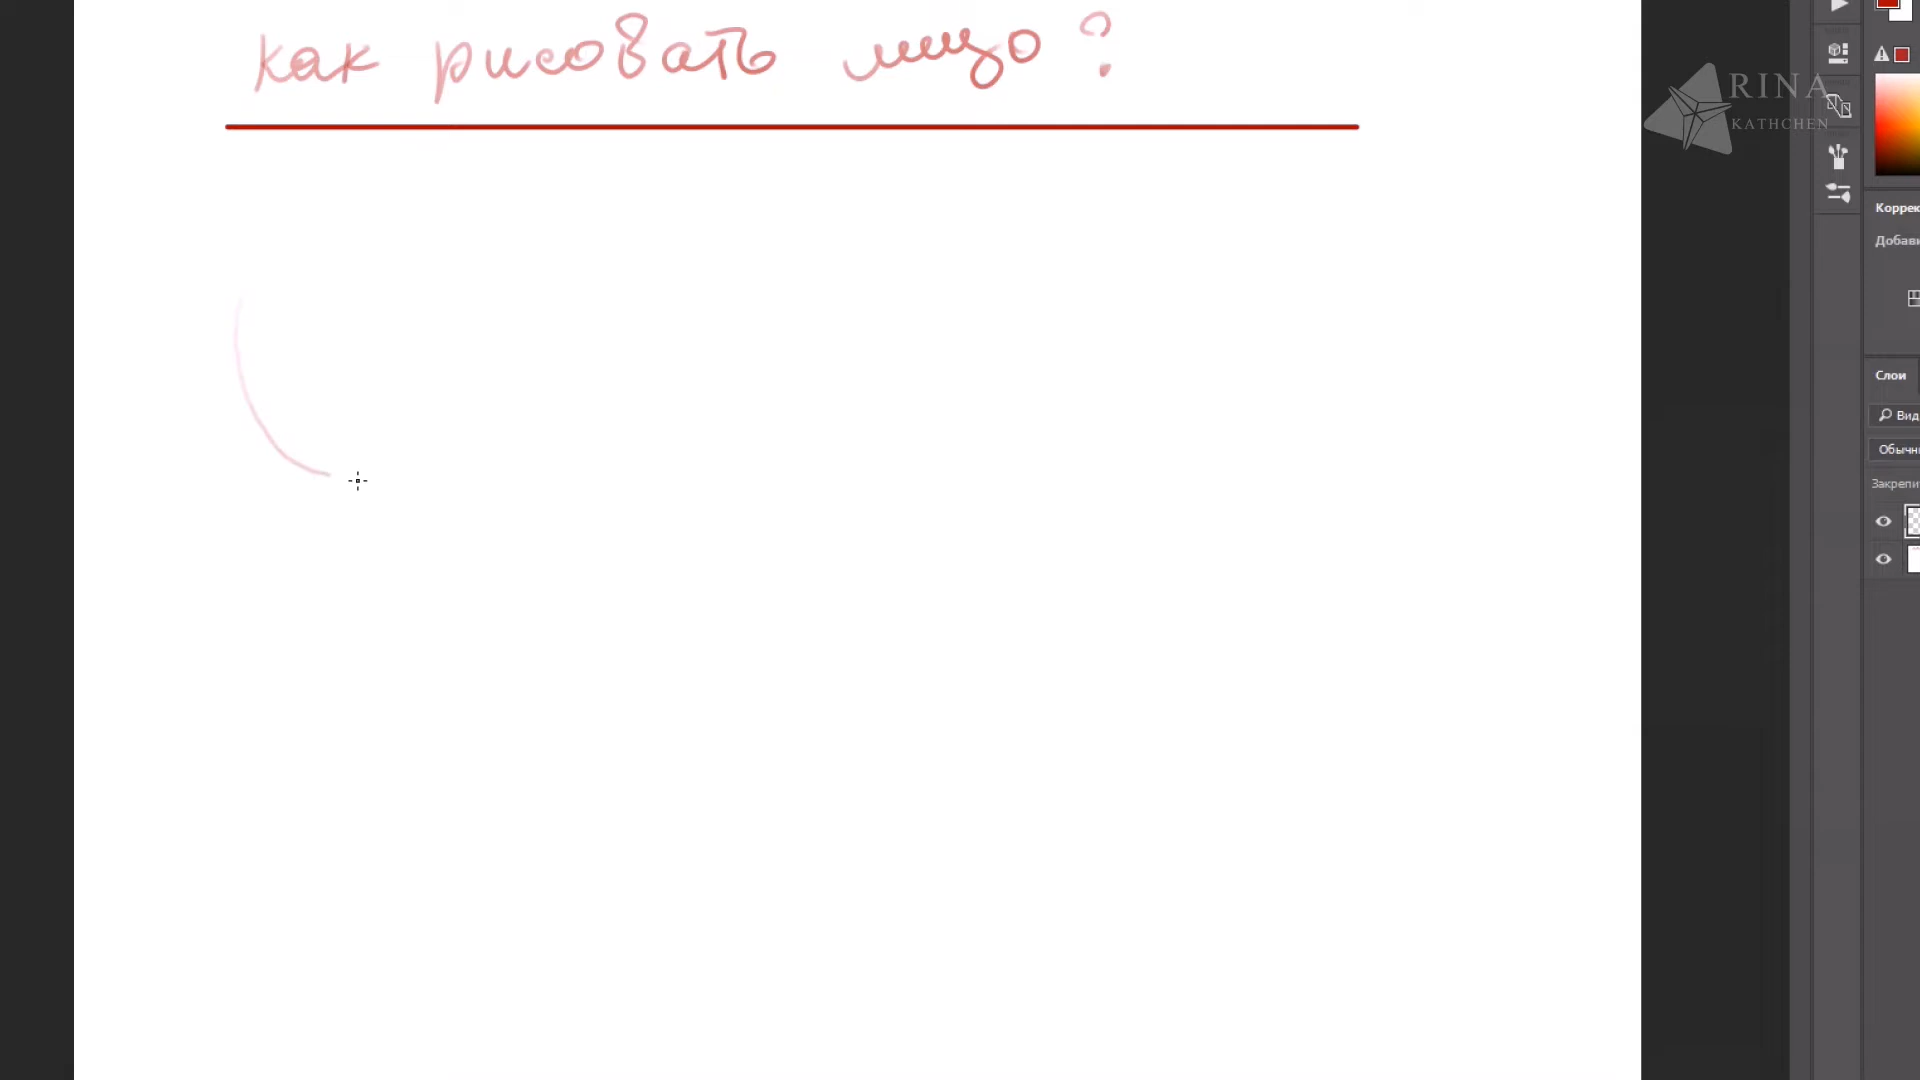 как рисовать лицо?
RINA
KATHCHEN
Коррек
Добави
Слои
Вид
Обычн
Закрепи